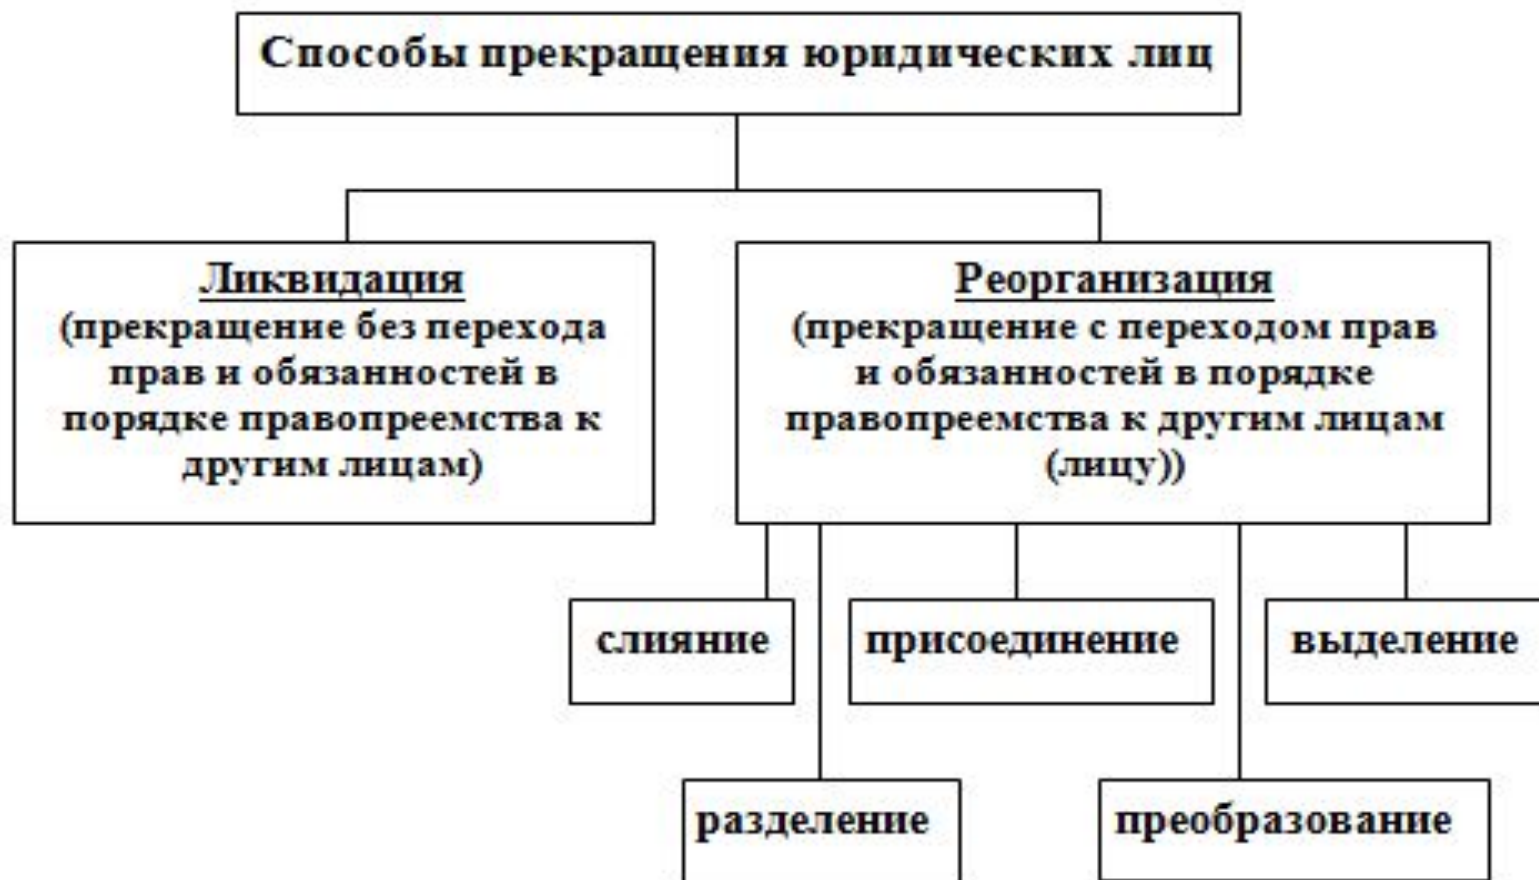 Способы прекращения юридических лиц
Ликвидация
(прекращение без перехода
прав и обязанностей в
порядке правопреемства к
другим лицам)
Реорганизация
(прекращение с переходом прав
и обязанностей в порядке
правопреемства к другим лицам
(лицу))
слияние
присоединение
выделение
разделение
преобразование